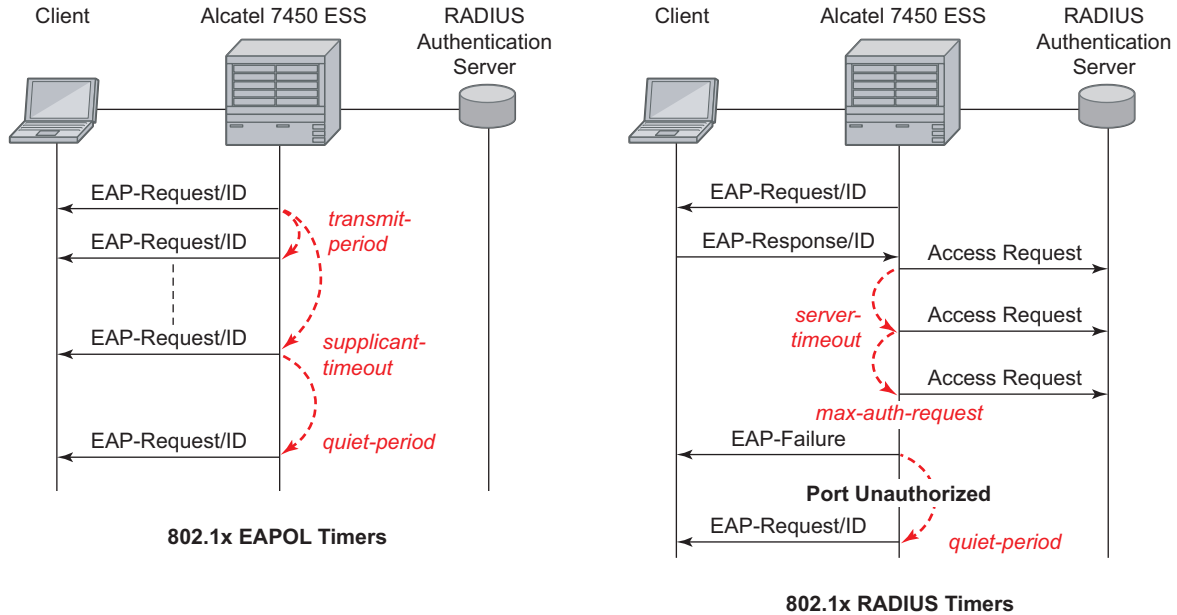 Client
Alcatel 7450 ESS
RADIUS
Authentication
Server
EAP-Request/ID
transmit-
period
EAP-Request/ID
EAP-Request/ID
supplicant-
timeout
EAP-Request/ID
quiet-period
802.1x EAPOL Timers
Client
Alcatel 7450 ESS
RADIUS
Authentication
Server
EAP-Request/ID
EAP-Response/ID
Access Request
server-
timeout
Access Request
Access Request
max-auth-request
EAP-Failure
Port Unauthorized
EAP-Request/ID
quiet-period
802.1x RADIUS Timers